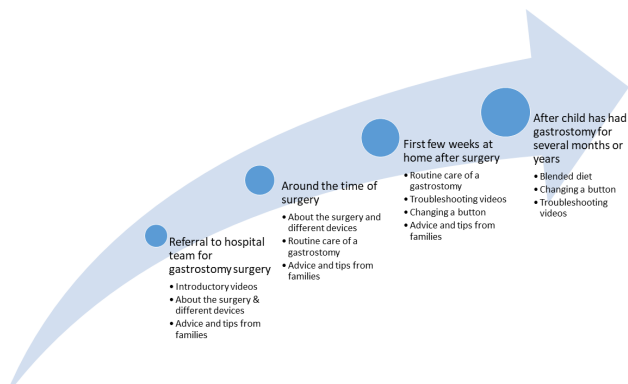 Referral to hospital
team for
gastrostomy surgery
• Introductory videos
• About the surgery &
different devices
• Advice and tips from
families
Around the time of
surgery
• About the surgery and
different devices
• Routine care of a
gastrostomy
• Advice and tips from
families
First few weeks at
home after surgery
• Routine care of a
gastrostomy
• Troubleshooting videos
• Changing a button
• Advice and tips from
families
After child has had
gastrostomy for
several months or
years
• Blended diet
• Changing a button
• Troubleshooting
videos